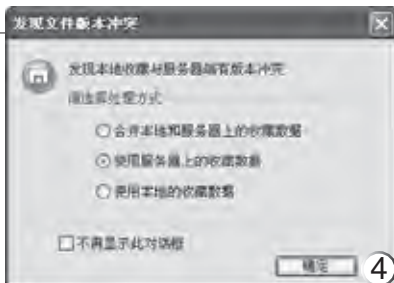 发现文件版本冲突
发现本地收藏与服务器端有版本冲突
请选择处理方式
合并本地和服务器上的收藏数据
使用服务器上的收藏数据
使用本地的收藏数据
不再显示此对话框
确定
④